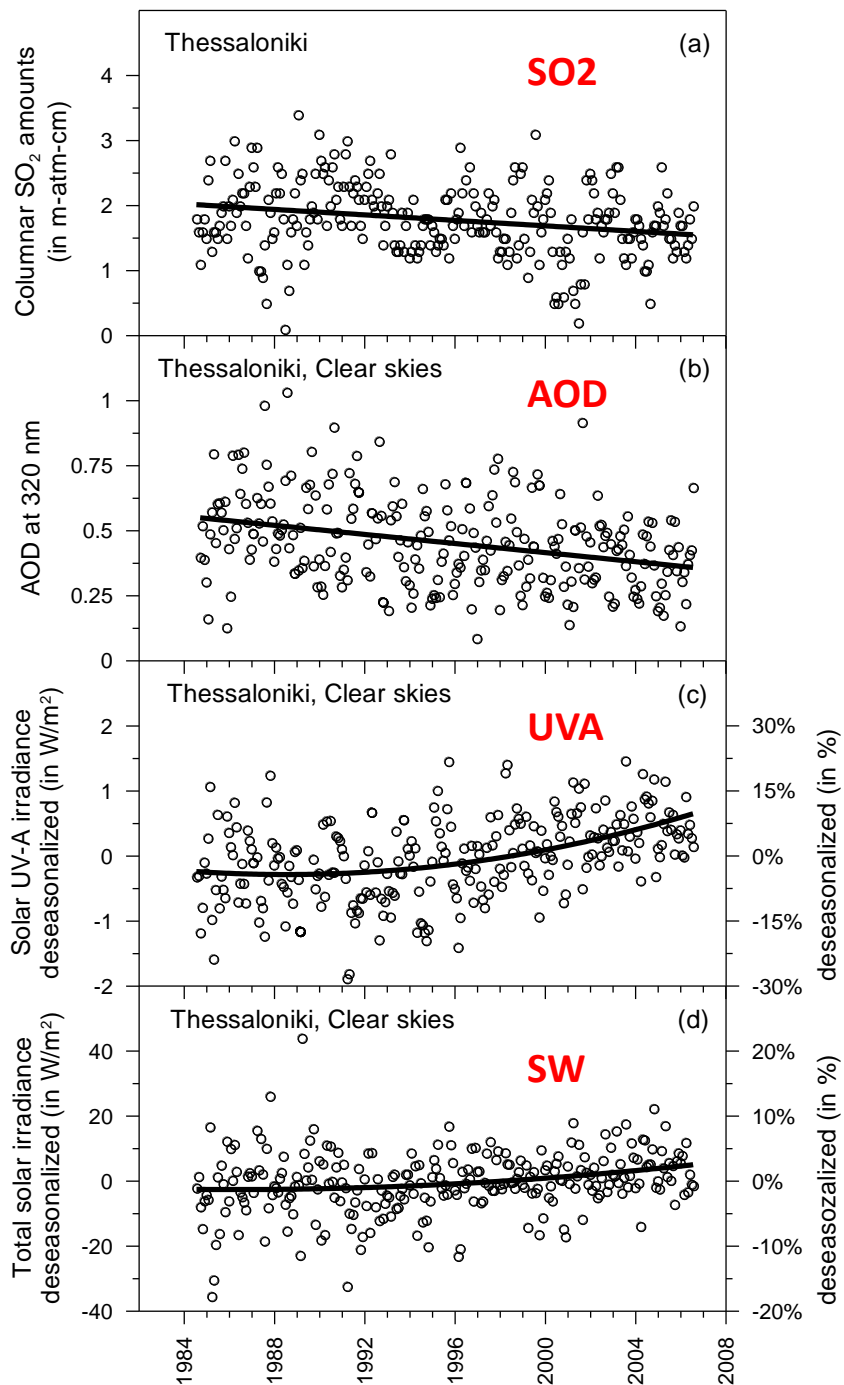 Thessaloniki
(a)
SO2
Columnar SO₂ amounts
(in m-atm-cm)
4
3
2
1
0
Thessaloniki, Clear skies
(b)
AOD
AOD at 320 nm
1
0.75
0.5
0.25
0
Thessaloniki, Clear skies
(c)
UVA
Solar UV-A irradiance
deseasonalized (in W/m²)
2
1
0
-1
-2
30%
15%
0%
-15%
-30%
deseasonalized (in %)
Thessaloniki, Clear skies
(d)
SW
Total solar irradiance
deseasonalized (in W/m²)
40
20
0
-20
-40
20%
10%
0%
-10%
-20%
deseasozalized (in %)
1984
1988
1992
1996
2000
2004
2008